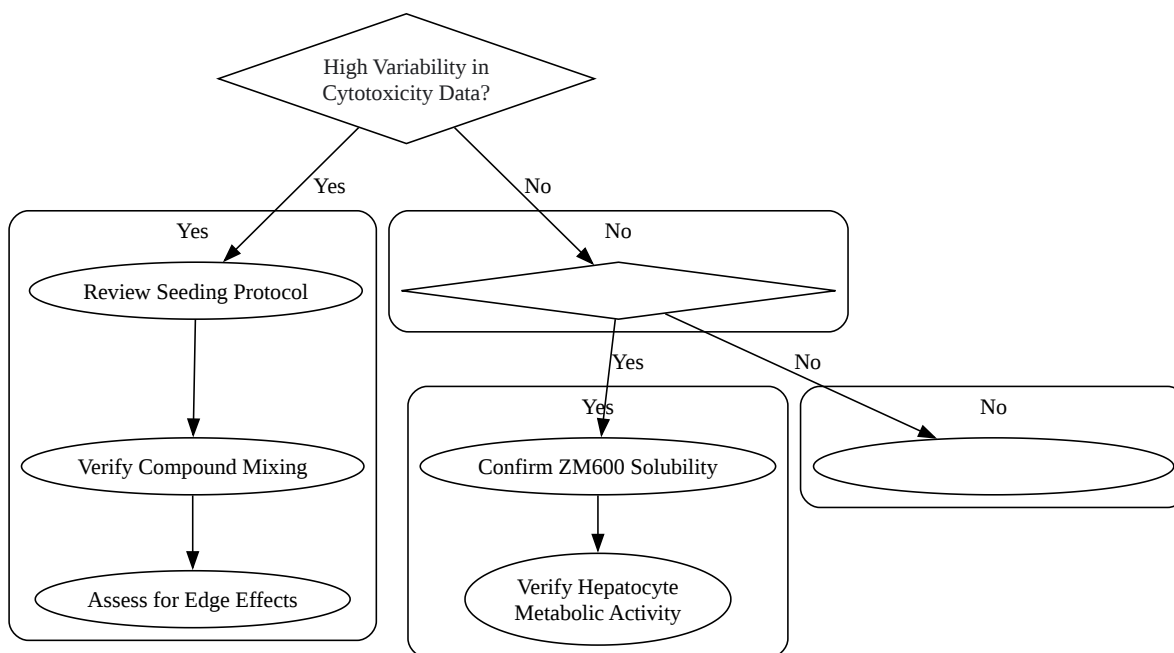 High Variability in
Cytotoxicity Data?
Yes
No
Yes
No
Review Seeding Protocol
Yes
No
Yes
No
Verify Compound Mixing
Confirm ZM600 Solubility
Assess for Edge Effects
Verify Hepatocyte
Metabolic Activity